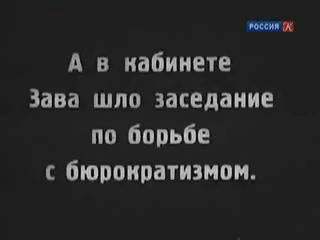 РОССИЯ К
А в кабинете
Зава шло заседание
по борьбе
с бюрократизмом.